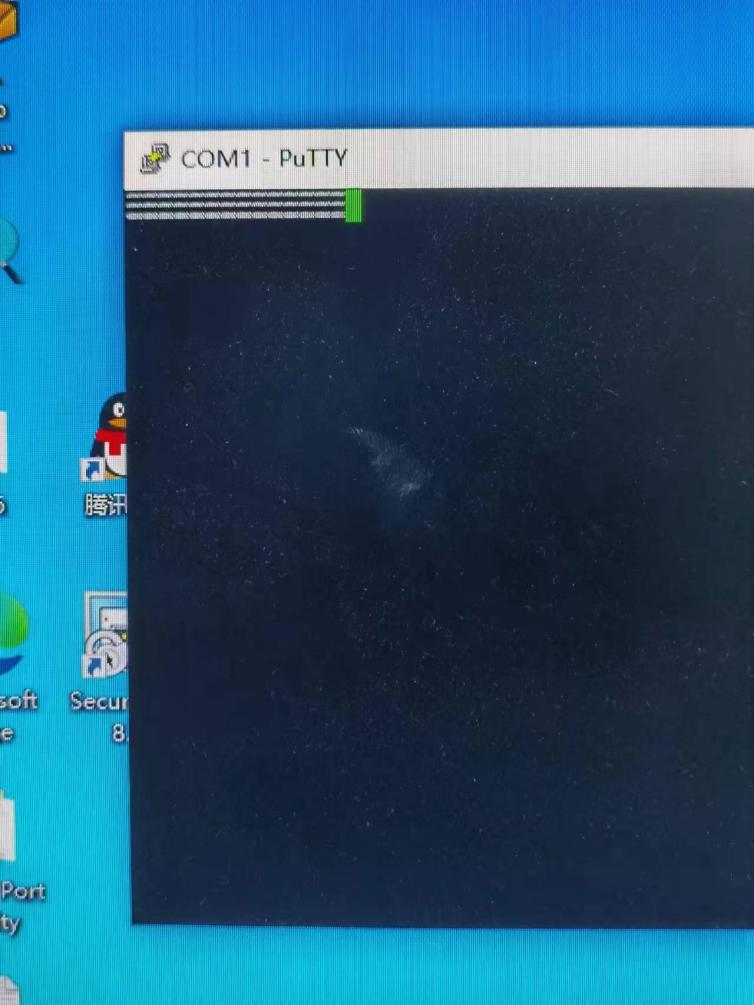 COM1 - PuTTY
腾讯
Secur
8.
soft
e
Port
ty